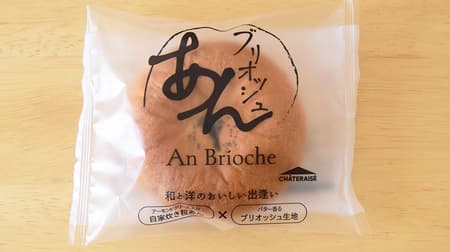 あん
ブリオッシュ
An Brioche
CHÂTERAISE
和と洋のおいしい出逢い
自家炊き粒あん
×
バター香る
ブリオッシュ生地